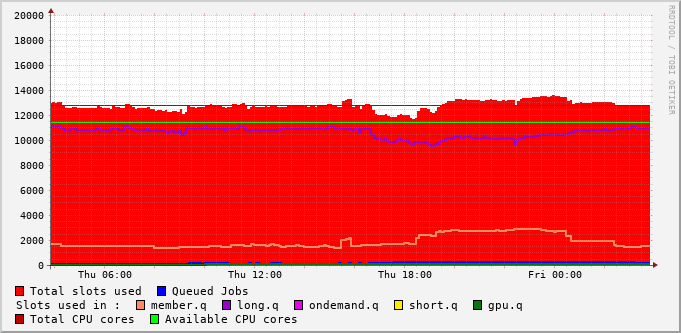 20000
18000
16000
14000
12000
10000
8000
6000
4000
2000
0
Thu 06:00 Thu 12:00 Thu 18:00 Fri 00:00
RRDTOOL / TOBI OETIKER
Total slots used Queued Jobs
Slots used in : member.q long.q ondemand.q short.q gpu.q
Total CPU cores Available CPU cores